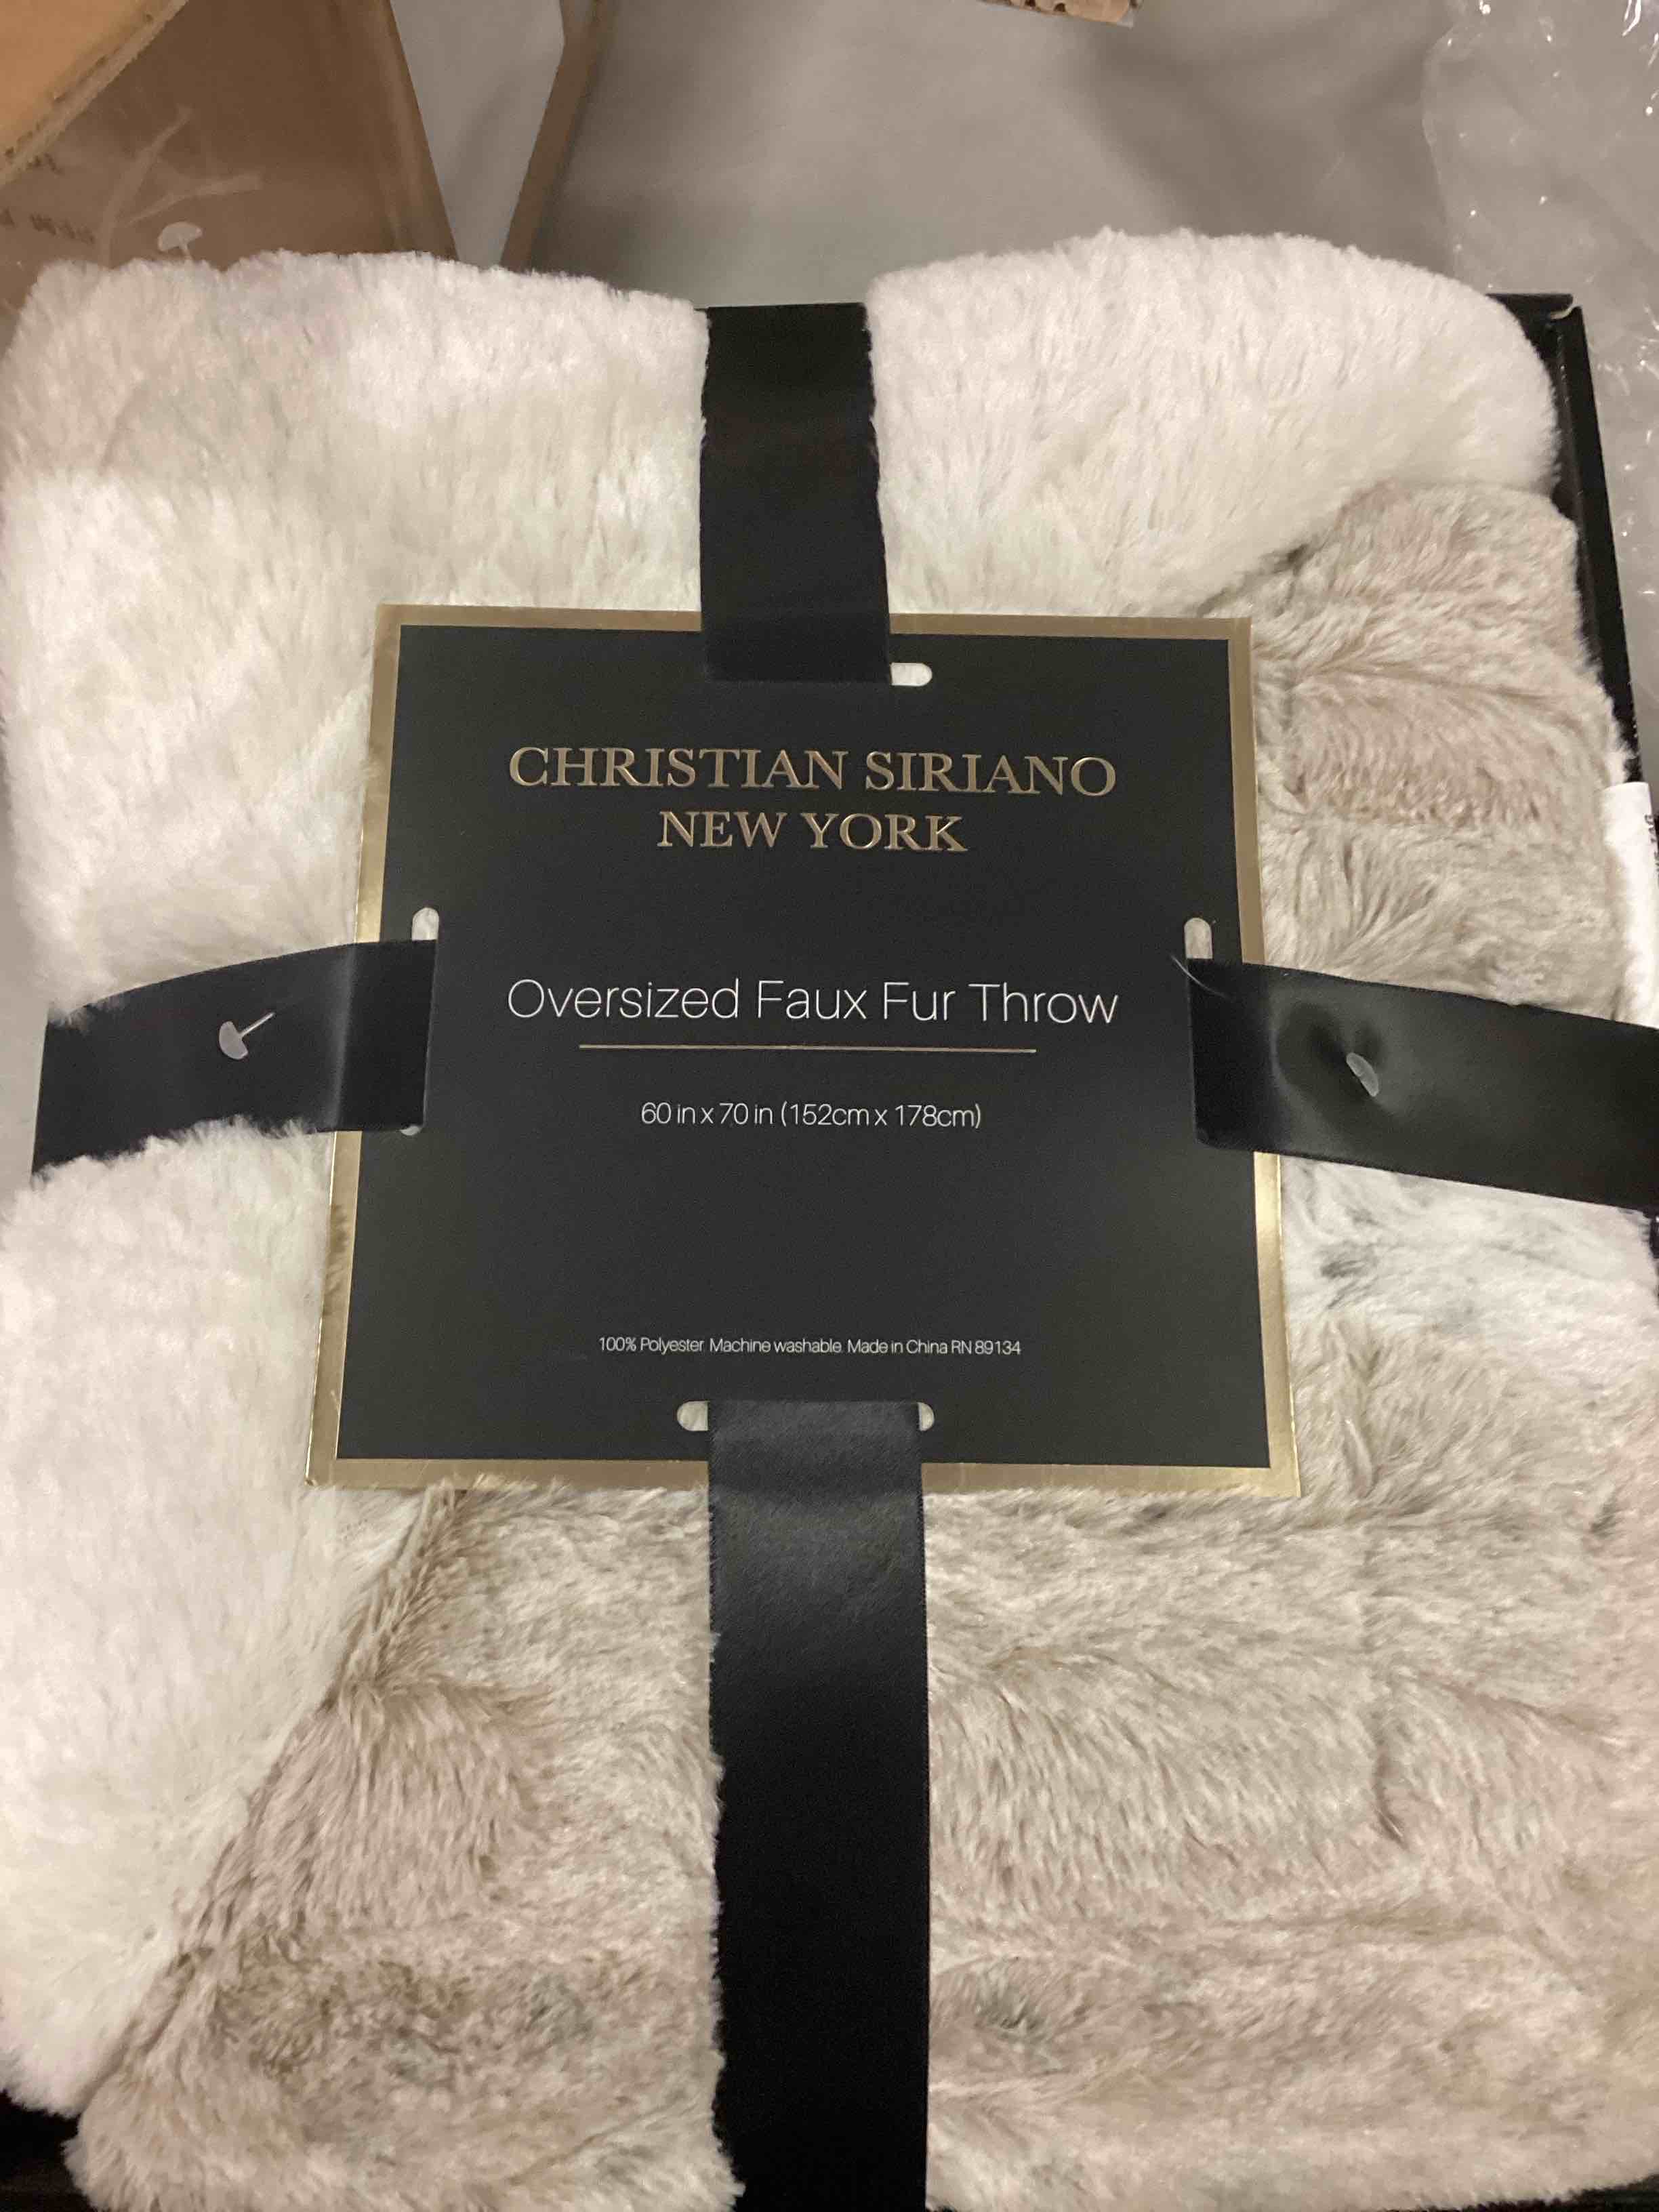 CHRISTIAN SIRIANO
NEW YORK
Oversized Faux Fur Throw
60 in x 70 in (152cm x 178cm)
100% Polyester. Machine washable. Made in China RN 89134